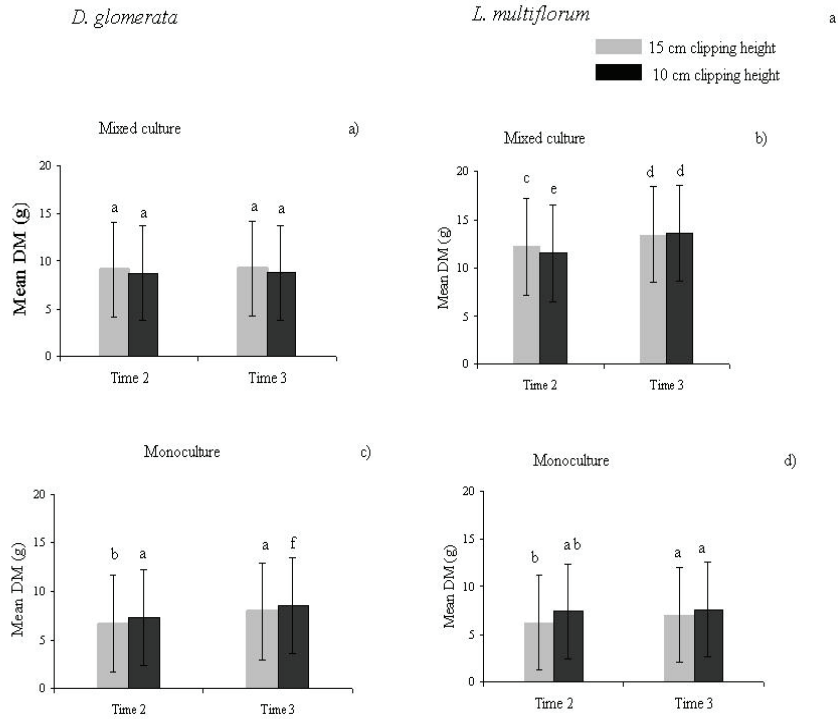 D. glomerata
L. multiflorum
a
15 cm clipping height
10 cm clipping height
Mixed culture
a)
20
15
10
5
0
Mean DM (g)
a
a
a
a
Time 2
Time 3
Mixed culture
b)
20
15
10
5
0
Mean DM (g)
c
e
d
d
Time 2
Time 3
Monoculture
c)
20
15
10
5
0
Mean DM (g)
b
a
a
f
Time 2
Time 3
Monoculture
d)
20
15
10
5
0
Mean DM (g)
b
a b
a
a
Time 2
Time 3